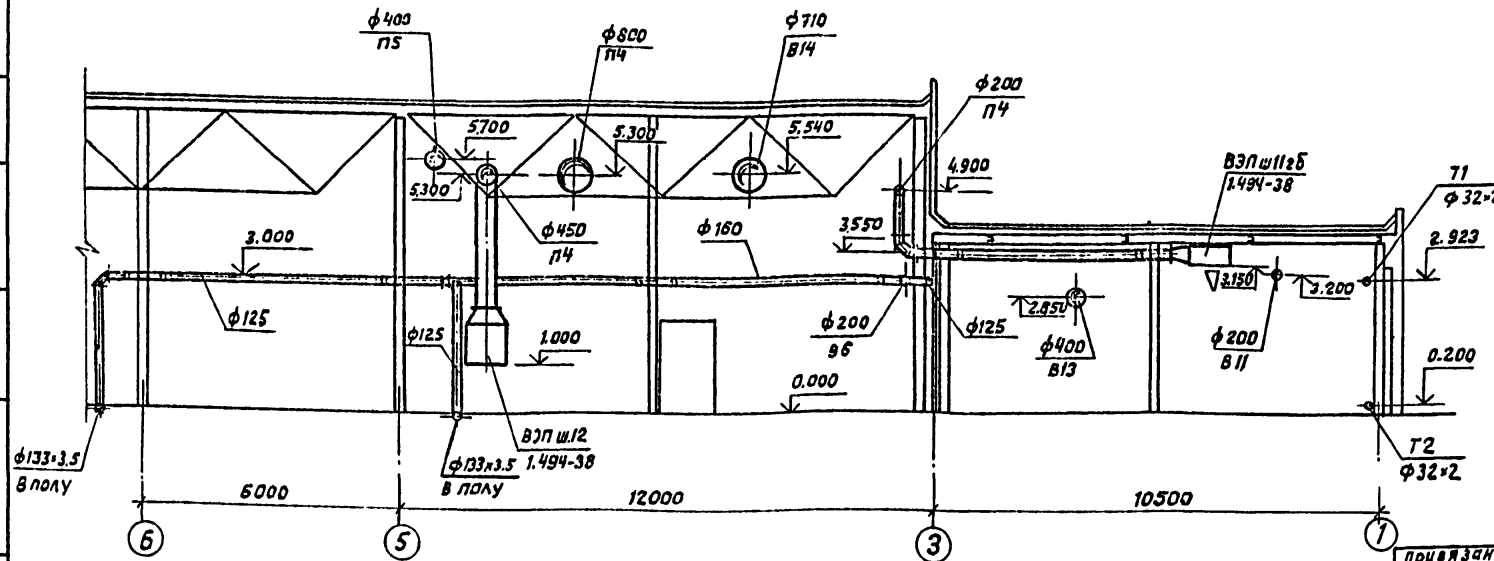 ф400
П5
ф800
П4
ф710
В14
ф200
П4
5.700
5.300
5.540
5.300
4.900
ВЭП ш11гБ
1.494-38
Т1
ф32×2
3.000
ф450
П4
ф160
3.550
2.923
3.150
3.200
ф125
ф125
1.000
2.850
ф200
ф125
ф400
В13
ф200
В11
0.200
0.000
ф133×3.5
В полу
ф133×3.5
В полу
ВЭП ш.12
1.494-38
Т2
ф32×2
6000
12000
10500
6
5
3
1
Привязан